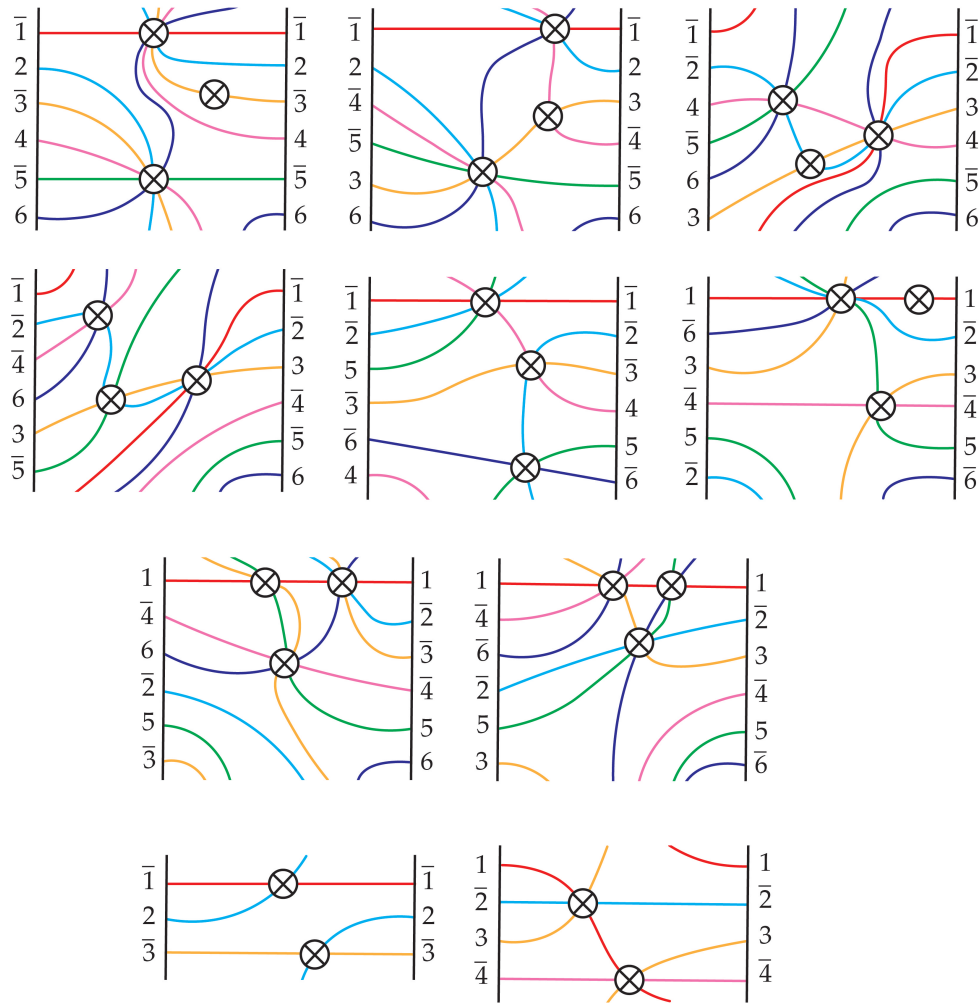 1̄ 1̄ 1̄ 1̄ 1̄ 1̄
2 2 2 2 2̄ 2̄
3̄ 3̄ 4̄ 3 4 3
4 4 5̄ 4̄ 5̄ 4
5̄ 5̄ 3 5̄ 6 5̄
6 6 6 6 3 6
1̄ 1̄ 1̄ 1̄ 1 1
2̄ 2̄ 2̄ 2̄ 6̄ 2̄
4̄ 3 5 3̄ 3 3
6 4̄ 3̄ 4 4̄ 4̄
3 5̄ 6̄ 5 5 5
5̄ 6 4 6̄ 2̄ 6̄
1 1 1 1
4̄ 2̄ 4̄ 2̄
6 3̄ 6̄ 3
2̄ 4̄ 2̄ 4̄
5 5 5 5
3̄ 6 3 6̄
1̄ 1̄ 1 1
2 2 2̄ 2̄
3̄ 3̄ 3 3
4̄ 4̄